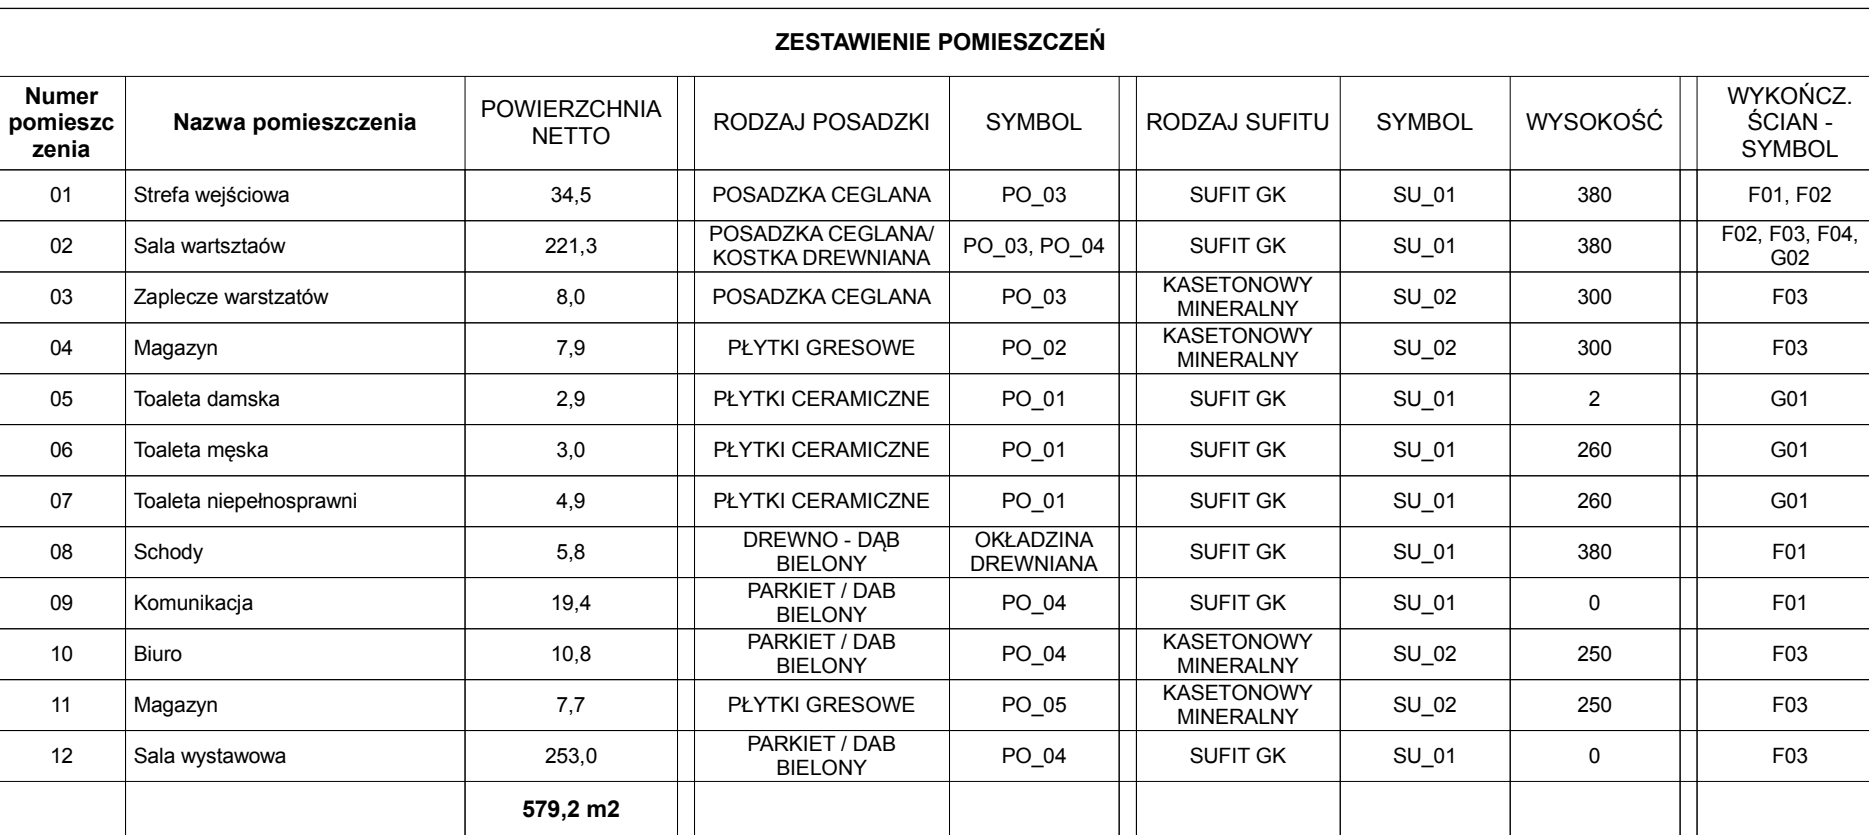 ZESTAWIENIE POMIESZCZEŃ
Numer pomieszc zenia Nazwa pomieszczenia POWIERZCHNIA NETTO RODZAJ POSADZKI SYMBOL RODZAJ SUFITU SYMBOL WYSOKOŚĆ WYKOŃCZ. ŚCIAN - SYMBOL
01 Strefa wejściowa 34,5 POSADZKA CEGLANA PO_03 SUFIT GK SU_01 380 F01, F02
02 Sala wartsztaów 221,3 POSADZKA CEGLANA/ KOSTKA DREWNIANA PO_03, PO_04 SUFIT GK SU_01 380 F02, F03, F04, G02
03 Zaplecze warstzatów 8,0 POSADZKA CEGLANA PO_03 KASETONOWY MINERALNY SU_02 300 F03
04 Magazyn 7,9 PŁYTKI GRESOWE PO_02 KASETONOWY MINERALNY SU_02 300 F03
05 Toaleta damska 2,9 PŁYTKI CERAMICZNE PO_01 SUFIT GK SU_01 2 G01
06 Toaleta męska 3,0 PŁYTKI CERAMICZNE PO_01 SUFIT GK SU_01 260 G01
07 Toaleta niepełnosprawni 4,9 PŁYTKI CERAMICZNE PO_01 SUFIT GK SU_01 260 G01
08 Schody 5,8 DREWNO - DĄB BIELONY OKŁADZINA DREWNIANA SUFIT GK SU_01 380 F01
09 Komunikacja 19,4 PARKIET / DAB BIELONY PO_04 SUFIT GK SU_01 0 F01
10 Biuro 10,8 PARKIET / DAB BIELONY PO_04 KASETONOWY MINERALNY SU_02 250 F03
11 Magazyn 7,7 PŁYTKI GRESOWE PO_05 KASETONOWY MINERALNY SU_02 250 F03
12 Sala wystawowa 253,0 PARKIET / DAB BIELONY PO_04 SUFIT GK SU_01 0 F03
579,2 m2